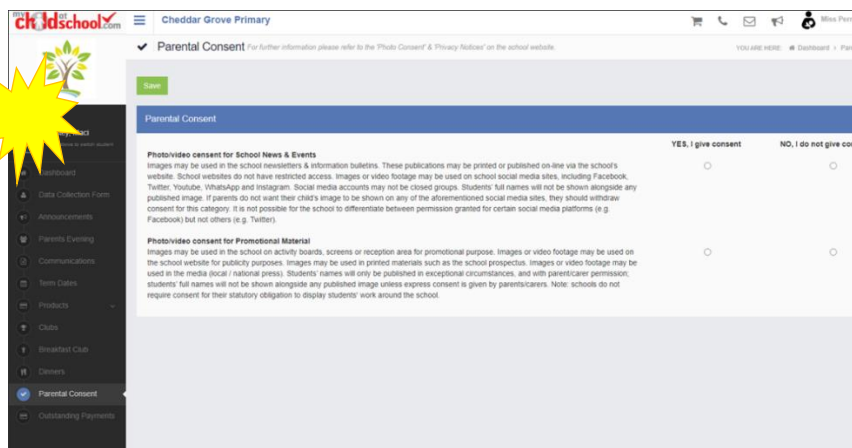 my child at school.com
Cheddar Grove Primary
Miss
Parental Consent For further information please refer to the 'Photo Consent' & 'Privacy Notices' on the school website.
YOU ARE HERE: Dashboard >
Save
Parental Consent
YES, I give consent
NO, I do not give
Photo/video consent for School News & Events
Images may be used in the school newsletters & information bulletins. These publications may be printed or published on-line via the school's
website. School websites do not have restricted access. Images or video footage may be used on school social media sites, including Facebook,
Twitter, Youtube, WhatsApp and Instagram. Social media accounts may not be closed groups. Students' full names will not be shown alongside any
published image. If parents do not want their child's image to be shown on any of the aforementioned social media sites, they should withdraw
consent for this category. It is not possible for the school to differentiate between permission granted for certain social media platforms (e.g.
Facebook) but not others (e.g. Twitter).
Photo/video consent for Promotional Material
Images may be used in the school on activity boards, screens or reception area for promotional purpose. Images or video footage may be used on
the school website for publicity purposes. Images may be used in printed materials such as the school prospectus. Images or video footage may be
used in the media (local / national press). Students' names will only be published in exceptional circumstances, and with parent/carer permission;
students' full names will not be shown alongside any published image unless express consent is given by parents/carers. Note: schools do not
require consent for their statutory obligation to display students' work around the school.
to switch student
Dashboard
Data Collection Form
Announcements
Parents Evening
Communications
Term Dates
Products
Clubs
Breakfast Club
Dinners
Parental Consent
Outstanding Payments